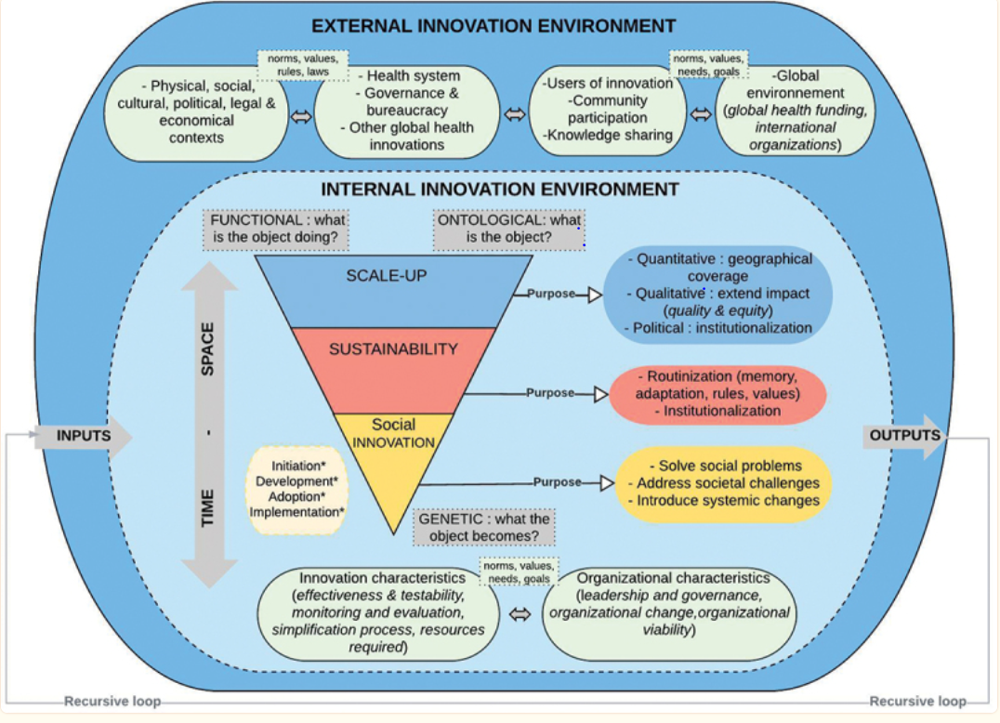 EXTERNAL INNOVATION ENVIRONMENT
norms, values,
rules, laws
norms, values,
needs, goals
- Physical, social,
cultural, political, legal &
economical
contexts
- Health system
- Governance &
bureaucracy
- Other global health
innovations
-Users of innovation
-Community
participation
-Knowledge sharing
-Global
environnement
(global health funding,
international
organizations)
INTERNAL INNOVATION ENVIRONMENT
FUNCTIONAL : what
is the object doing?
ONTOLOGICAL: what
is the object?
SCALE-UP
Purpose
- Quantitative : geographical
coverage
- Qualitative : extend impact
(quality & equity)
- Political : institutionalization
SUSTAINABILITY
Purpose
- Routinization (memory,
adaptation, rules, values)
- Institutionalization
Social
INNOVATION
Purpose
- Solve social problems
- Address societal challenges
- Introduce systemic changes
TIME - SPACE
INPUTS
OUTPUTS
Initiation*
Development*
Adoption*
Implementation*
GENETIC : what the
object becomes?
norms, values,
needs, goals
Innovation characteristics
(effectiveness & testability,
monitoring and evaluation,
simplification process, resources
required)
Organizational characteristics
(leadership and governance,
organizational change,organizational
viability)
Recursive loop
Recursive loop